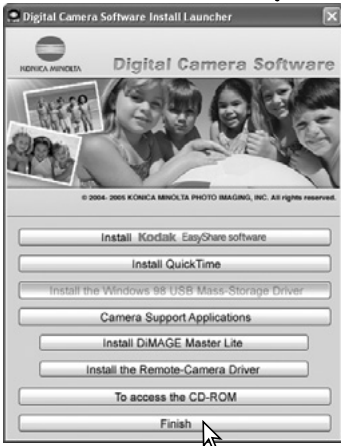 Digital Camera Software Install Launcher
KONICA MINOLTA
Digital Camera Software
© 2004- 2005 KONICA MINOLTA PHOTO IMAGING, INC. All rights reserved.
Install Kodak EasyShare software
Install QuickTime
Install the Windows 98 USB Mass-Storage Driver
Camera Support Applications
Install DiMAGE Master Lite
Install the Remote-Camera Driver
To access the CD-ROM
Finish